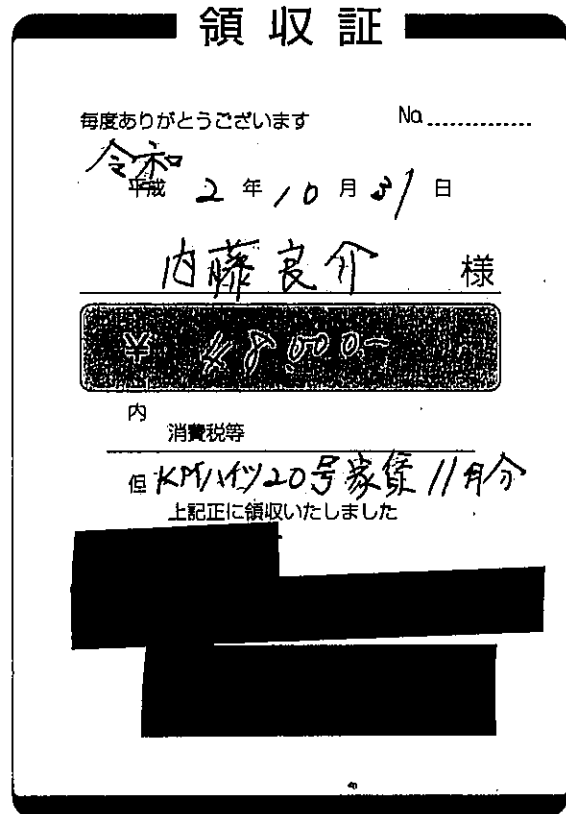 領収証
毎度ありがとうございます No.
令和
平成 2 年 10 月 31 日
内藤良介 様
¥ 48,000-
内
消費税等
但 KMハイツ20号家賃11月分
上記正に領収いたしました